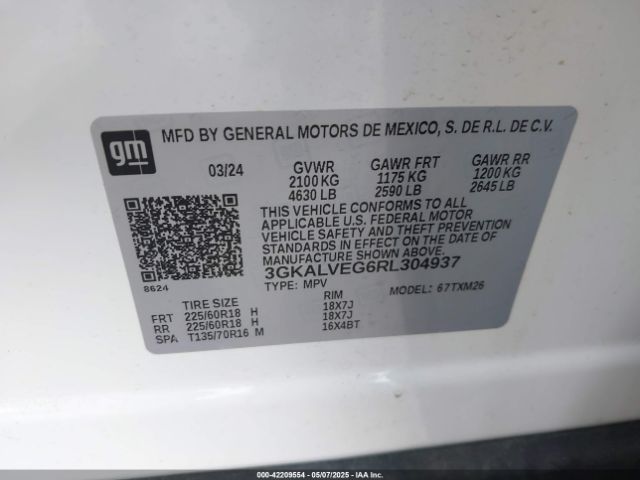 gm
MFD BY GENERAL MOTORS DE MEXICO, S. DE R.L. DE C.V.
03/24 GVWR GAWR FRT GAWR RR
2100 KG 1175 KG 1200 KG
4630 LB 2590 LB 2645 LB
THIS VEHICLE CONFORMS TO ALL
APPLICABLE U.S. FEDERAL MOTOR
VEHICLE SAFETY AND THEFT PREVENTION
STANDARDS IN EFFECT ON THE DATE OF
MANUFACTURE SHOWN ABOVE.
3GKALVEG6RL304937
8624
TYPE: MPV MODEL: 67TXM26
TIRE SIZE RIM
FRT 225/60R18 H 18X7J
RR 225/60R18 H 18X7J
SPA T135/70R16 M 16X4BT
000-42209554 - 05/07/2025 - IAAI.com